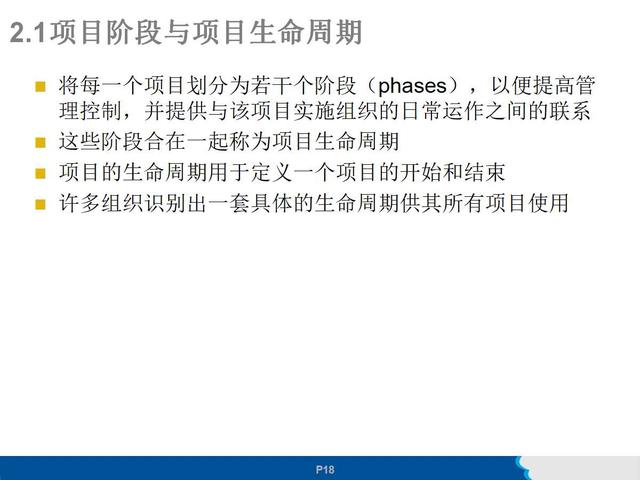 2.1项目阶段与项目生命周期
将每一个项目划分为若干个阶段（phases），以便提高管
理控制，并提供与该项目实施组织的日常运作之间的联系
这些阶段合在一起称为项目生命周期
项目的生命周期用于定义一个项目的开始和结束
许多组织识别出一套具体的生命周期供其所有项目使用
P18